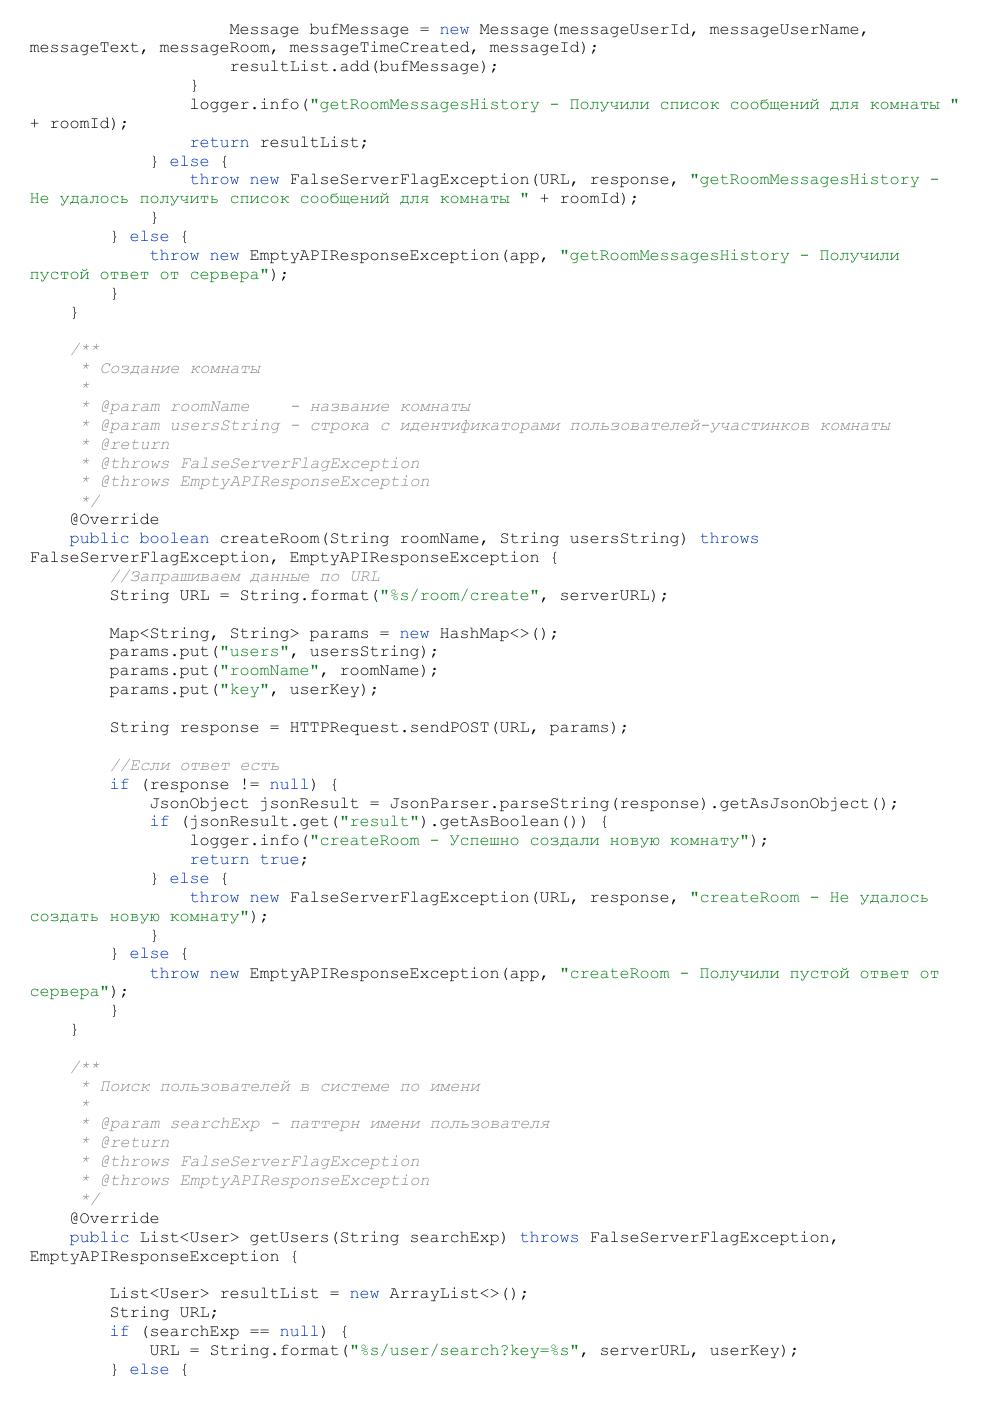 Message bufMessage = new Message(messageUserId, messageUserName,
messageText, messageRoom, messageTimeCreated, messageId);
                    resultList.add(bufMessage);
                }
                logger.info("getRoomMessagesHistory - Получили список сообщений для комнаты "
+ roomId);
                return resultList;
            } else {
                throw new FalseServerFlagException(URL, response, "getRoomMessagesHistory -
Не удалось получить список сообщений для комнаты " + roomId);
            }
        } else {
            throw new EmptyAPIResponseException(app, "getRoomMessagesHistory - Получили
пустой ответ от сервера");
        }
    }

    /**
     * Создание комнаты
     *
     * @param roomName    - название комнаты
     * @param usersString - строка с идентификаторами пользователей-участинков комнаты
     * @return
     * @throws FalseServerFlagException
     * @throws EmptyAPIResponseException
     */
    @Override
    public boolean createRoom(String roomName, String usersString) throws
FalseServerFlagException, EmptyAPIResponseException {
        //Запрашиваем данные по URL
        String URL = String.format("%s/room/create", serverURL);

        Map<String, String> params = new HashMap<>();
        params.put("users", usersString);
        params.put("roomName", roomName);
        params.put("key", userKey);

        String response = HTTPRequest.sendPOST(URL, params);

        //Если ответ есть
        if (response != null) {
            JsonObject jsonResult = JsonParser.parseString(response).getAsJsonObject();
            if (jsonResult.get("result").getAsBoolean()) {
                logger.info("createRoom - Успешно создали новую комнату");
                return true;
            } else {
                throw new FalseServerFlagException(URL, response, "createRoom - Не удалось
создать новую комнату");
            }
        } else {
            throw new EmptyAPIResponseException(app, "createRoom - Получили пустой ответ от
сервера");
        }
    }

    /**
     * Поиск пользователей в системе по имени
     *
     * @param searchExp - паттерн имени пользователя
     * @return
     * @throws FalseServerFlagException
     * @throws EmptyAPIResponseException
     */
    @Override
    public List<User> getUsers(String searchExp) throws FalseServerFlagException,
EmptyAPIResponseException {

        List<User> resultList = new ArrayList<>();
        String URL;
        if (searchExp == null) {
            URL = String.format("%s/user/search?key=%s", serverURL, userKey);
        } else {